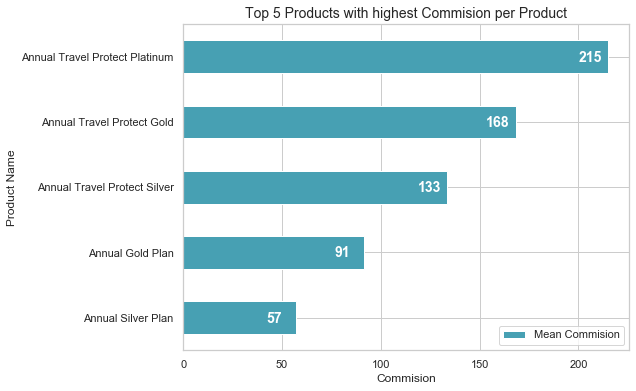 Top 5 Products with highest Commision per Product
Product Name
Annual Travel Protect Platinum
215
Annual Travel Protect Gold
168
Annual Travel Protect Silver
133
Annual Gold Plan
91
Annual Silver Plan
57
Mean Commision
0 50 100 150 200
Commision